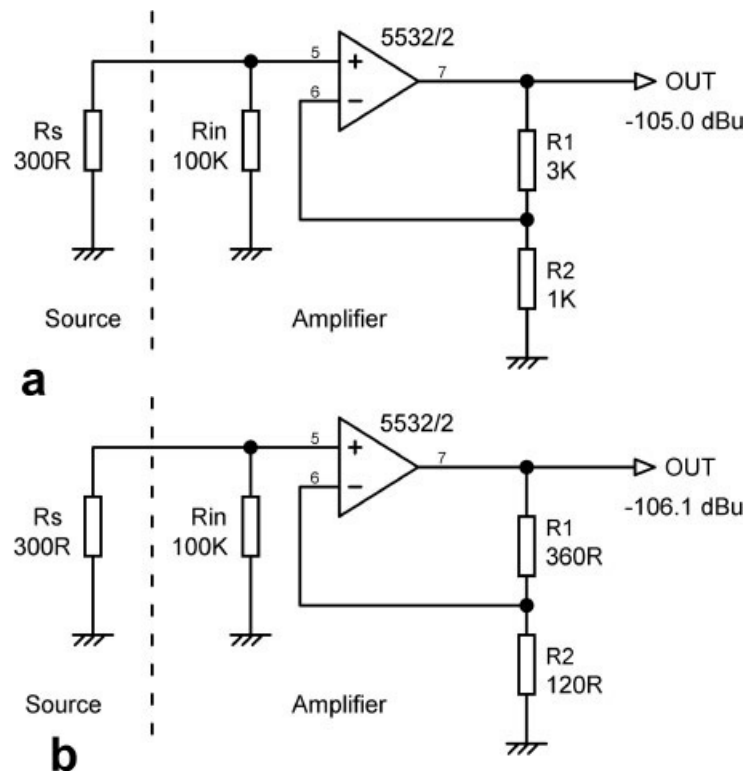 5532/2
5
+
6
−
7
OUT
-105.0 dBu
Rs
300R
Rin
100K
R1
3K
R2
1K
Source
Amplifier
a
5532/2
5
+
6
−
7
OUT
-106.1 dBu
Rs
300R
Rin
100K
R1
360R
R2
120R
Source
Amplifier
b